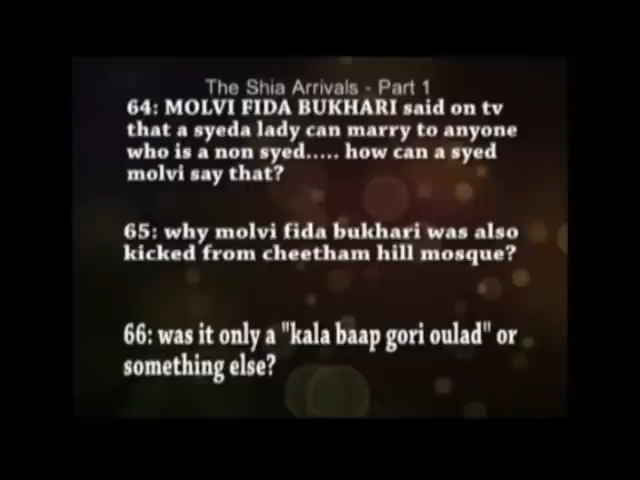 The Shia Arrivals - Part 1
64: MOLVI FIDA BUKHARI said on tv
that a syeda lady can marry to anyone
who is a non syed..... how can a syed
molvi say that?
65: why molvi fida bukhari was also
kicked from cheetham hill mosque?
66: was it only a "kala baap gori oulad" or
something else?